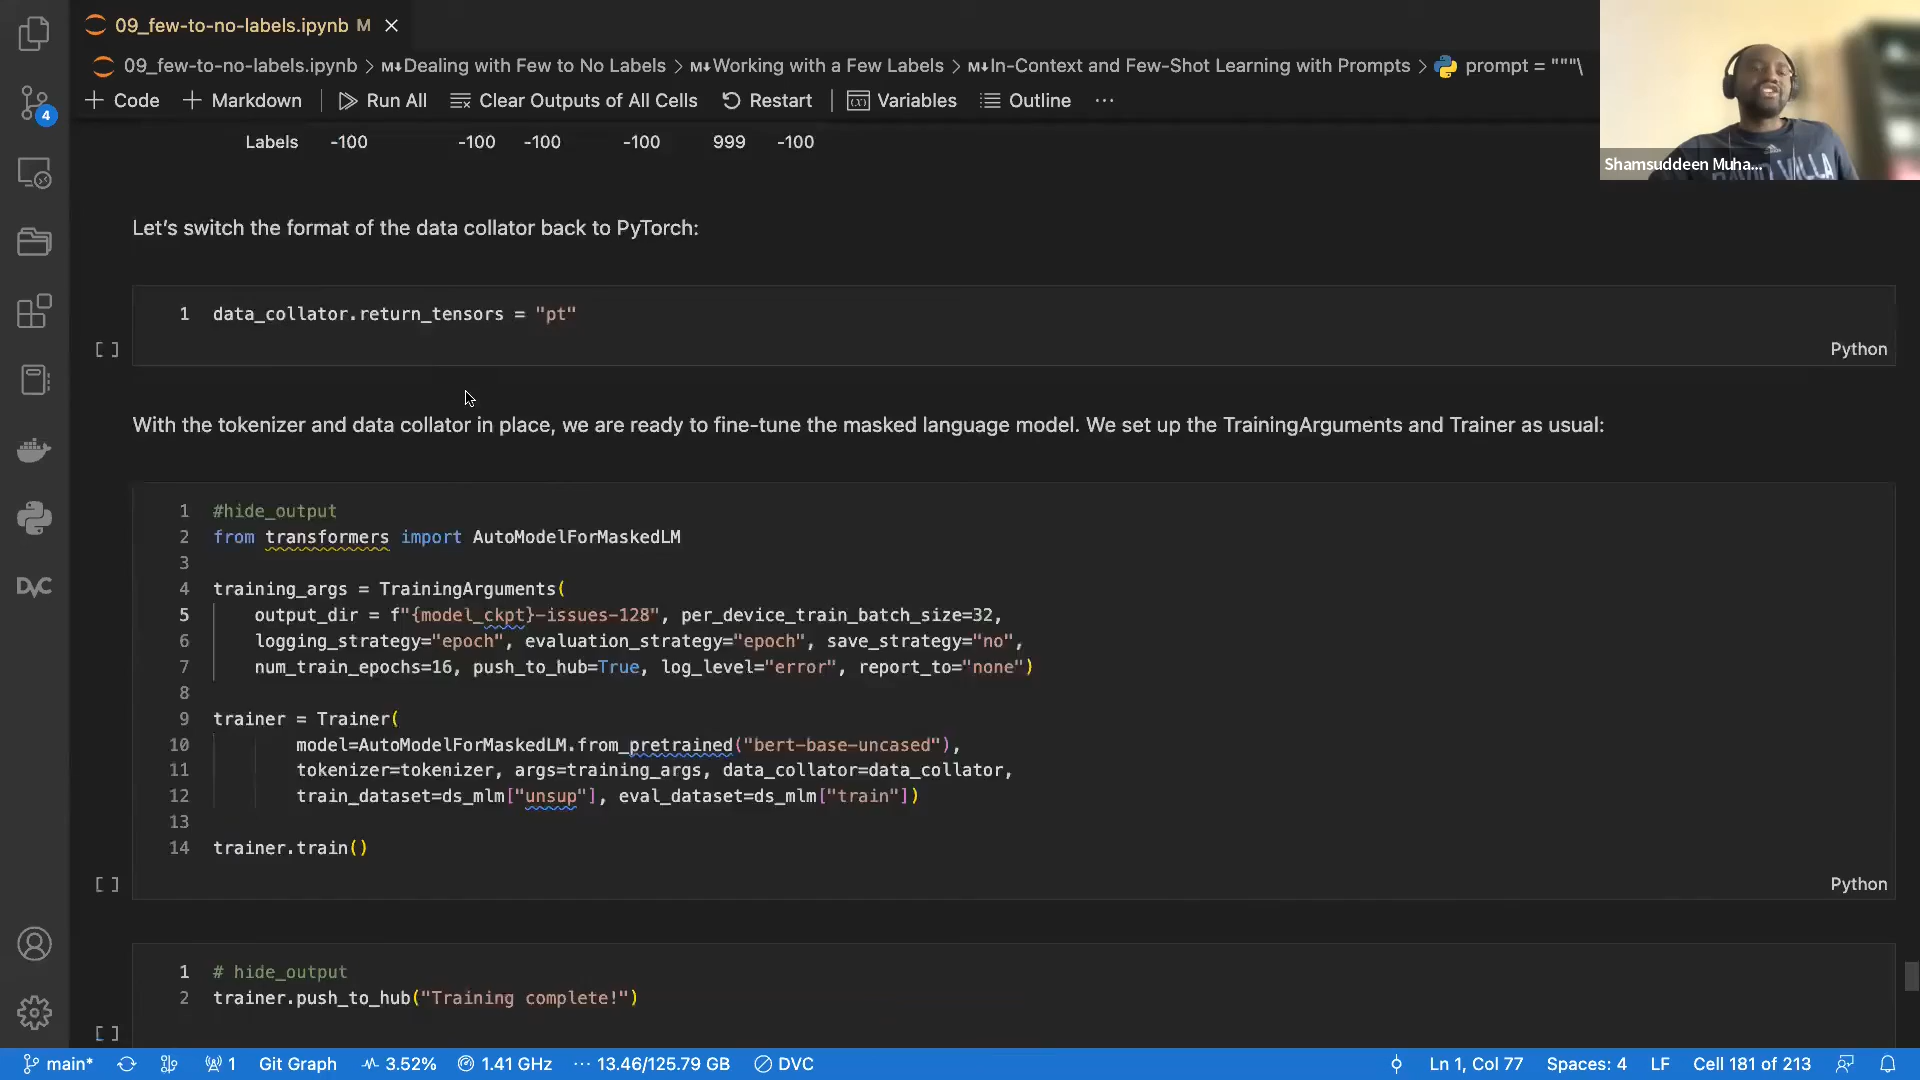 09_few-to-no-labels.ipynb M
09_few-to-no-labels.ipynb > M↓Dealing with Few to No Labels > M↓Working with a Few Labels > M↓In-Context and Few-Shot Learning with Prompts > prompt = """\
+ Code + Markdown Run All Clear Outputs of All Cells Restart Variables Outline ...
4
Shamsuddeen Muha...
Labels -100 -100 -100 -100 999 -100
Let's switch the format of the data collator back to PyTorch:
1 data_collator.return_tensors = "pt"
[ ] Python
With the tokenizer and data collator in place, we are ready to fine-tune the masked language model. We set up the TrainingArguments and Trainer as usual:
1 #hide_output
2 from transformers import AutoModelForMaskedLM
3
4 training_args = TrainingArguments(
5 output_dir = f"{model_ckpt}-issues-128", per_device_train_batch_size=32,
6 logging_strategy="epoch", evaluation_strategy="epoch", save_strategy="no",
7 num_train_epochs=16, push_to_hub=True, log_level="error", report_to="none")
8
9 trainer = Trainer(
10 model=AutoModelForMaskedLM.from_pretrained("bert-base-uncased"),
11 tokenizer=tokenizer, args=training_args, data_collator=data_collator,
12 train_dataset=ds_mlm["unsup"], eval_dataset=ds_mlm["train"])
13
14 trainer.train()
[ ] Python
DVC
1 # hide_output
2 trainer.push_to_hub("Training complete!")
[ ]
main* 1 Git Graph 3.52% 1.41 GHz 13.46/125.79 GB DVC Ln 1, Col 77 Spaces: 4 LF Cell 181 of 213